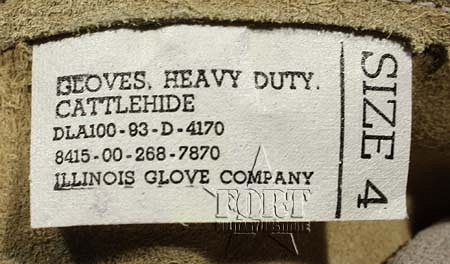 GLOVES, HEAVY DUTY.
CATTLEHIDE
DLA100-93-D-4170
8415-00-268-7870
ILLINOIS GLOVE COMPANY
SIZE 4
FORT